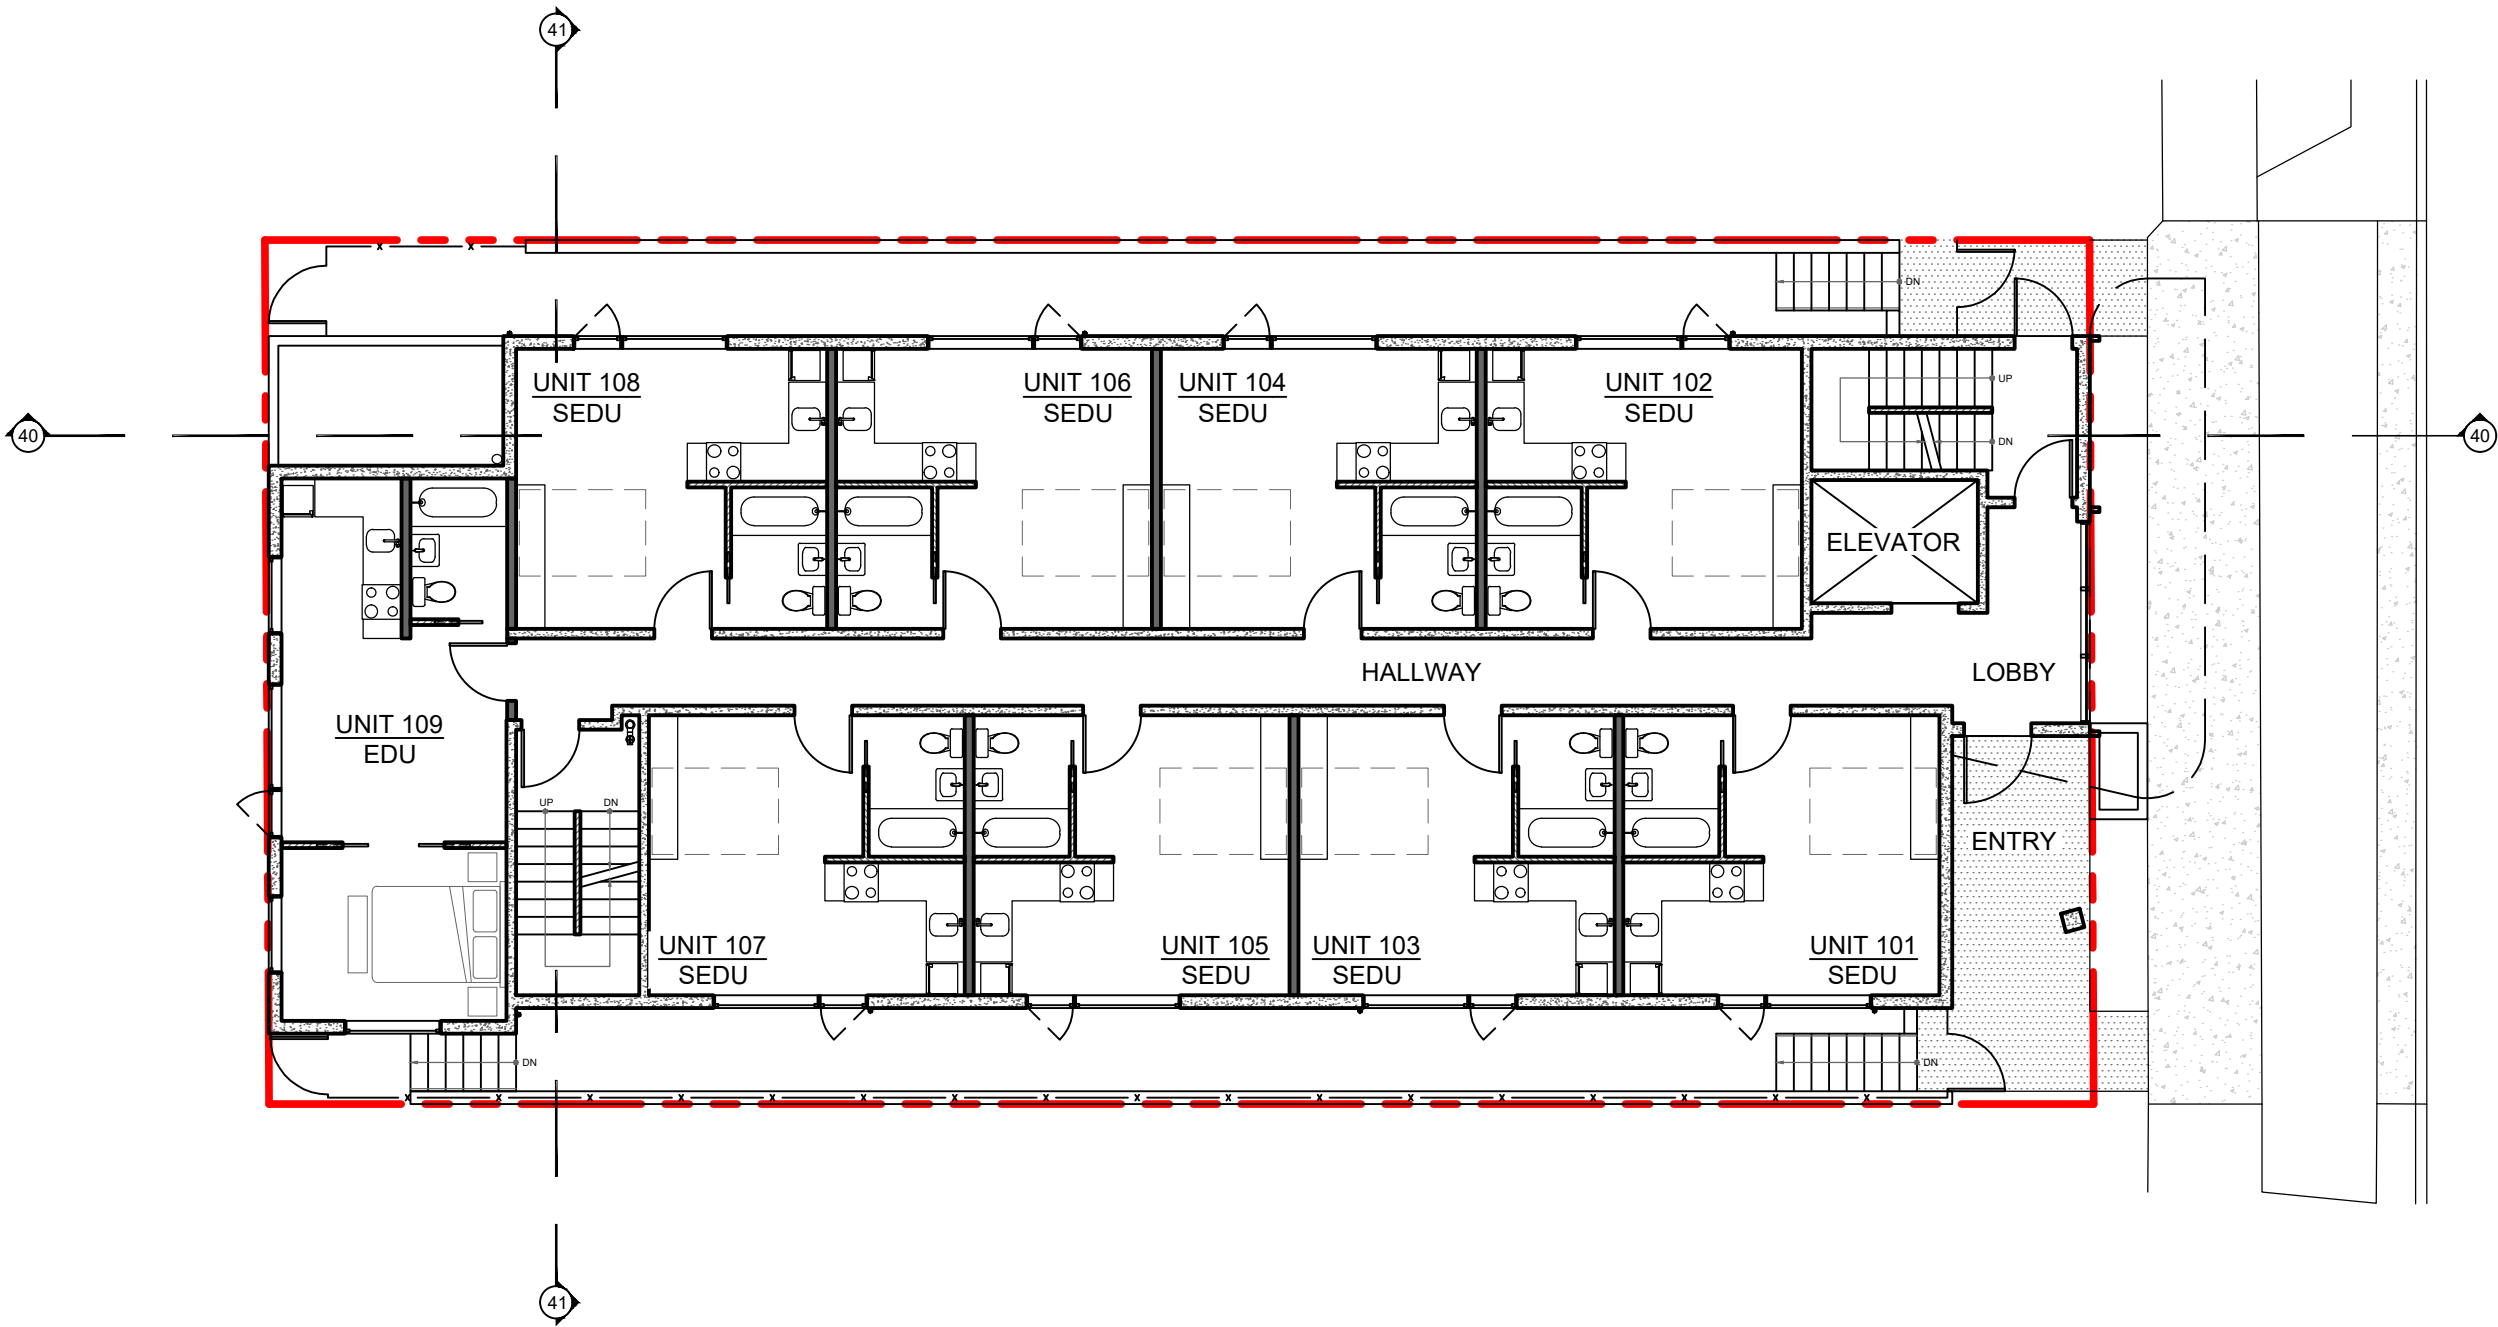 41
DN
UNIT 108
SEDU
UNIT 106
SEDU
UNIT 104
SEDU
UNIT 102
SEDU
UP
DN
40
40
ELEVATOR
HALLWAY
LOBBY
UNIT 109
EDU
UP
DN
ENTRY
UNIT 107
SEDU
UNIT 105
SEDU
UNIT 103
SEDU
UNIT 101
SEDU
DN
DN
41